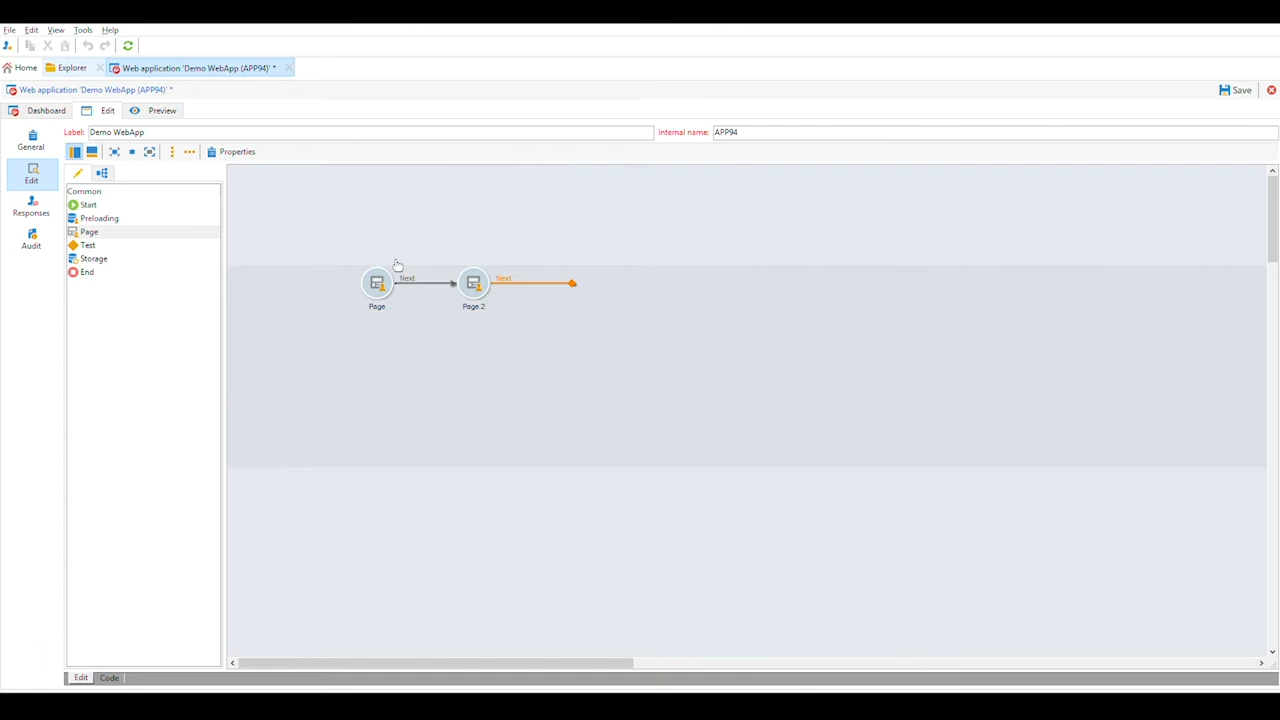 File Edit View Tools Help
Home Explorer Web application 'Demo WebApp (APP94)' *
Web application 'Demo WebApp (APP94)' * Save
Dashboard Edit Preview
General Label: Demo WebApp Internal name: APP94
Properties
Edit
Responses
Audit
Common
Start
Preloading
Page
Test
Storage
End
Next Next
Page Page 2
Edit Code